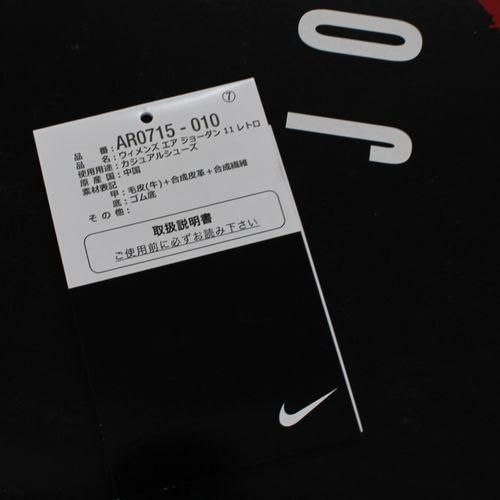 ⑦
品 番：AR0715 - 010
品 名：ウィメンズ エア ジョーダン 11 レトロ
使用用途：カジュアルシューズ
原 産 国：中国
素材表記
甲：毛皮(牛)＋合成皮革＋合成繊維
底：ゴム底
そ の 他：
取扱説明書
ご使用前に必ずお読み下さい
JO